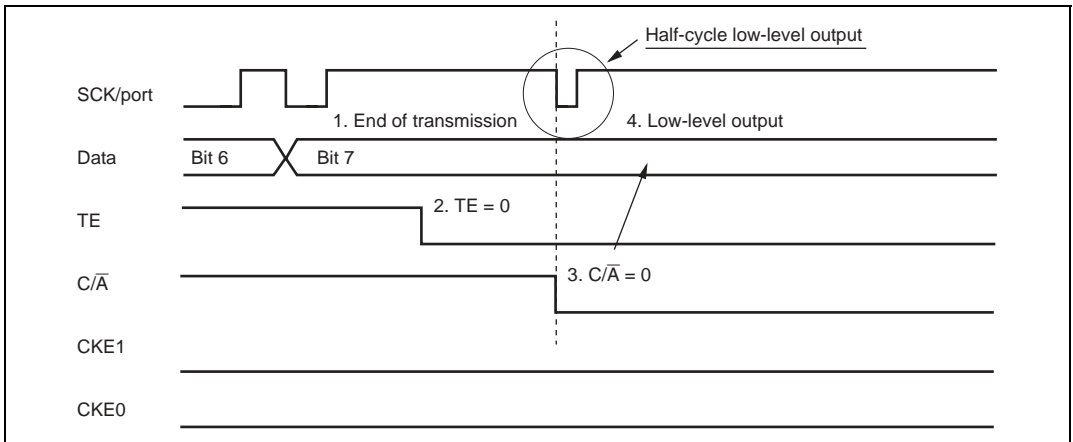 Half-cycle low-level output
SCK/port
1. End of transmission
4. Low-level output
Data
Bit 6
Bit 7
TE
2. TE = 0
C/A̅
3. C/A̅ = 0
CKE1
CKE0